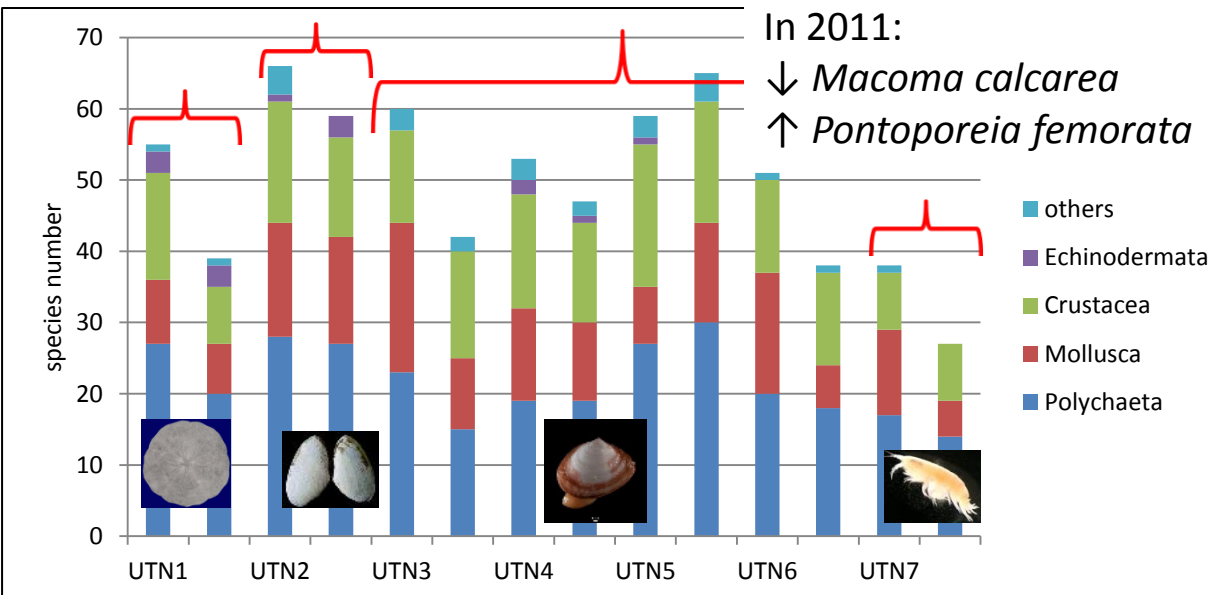 In 2011:
↓ Macoma calcarea
↑ Pontoporeia femorata
species number
70
60
50
40
30
20
10
0
UTN1 UTN2 UTN3 UTN4 UTN5 UTN6 UTN7
others
Echinodermata
Crustacea
Mollusca
Polychaeta